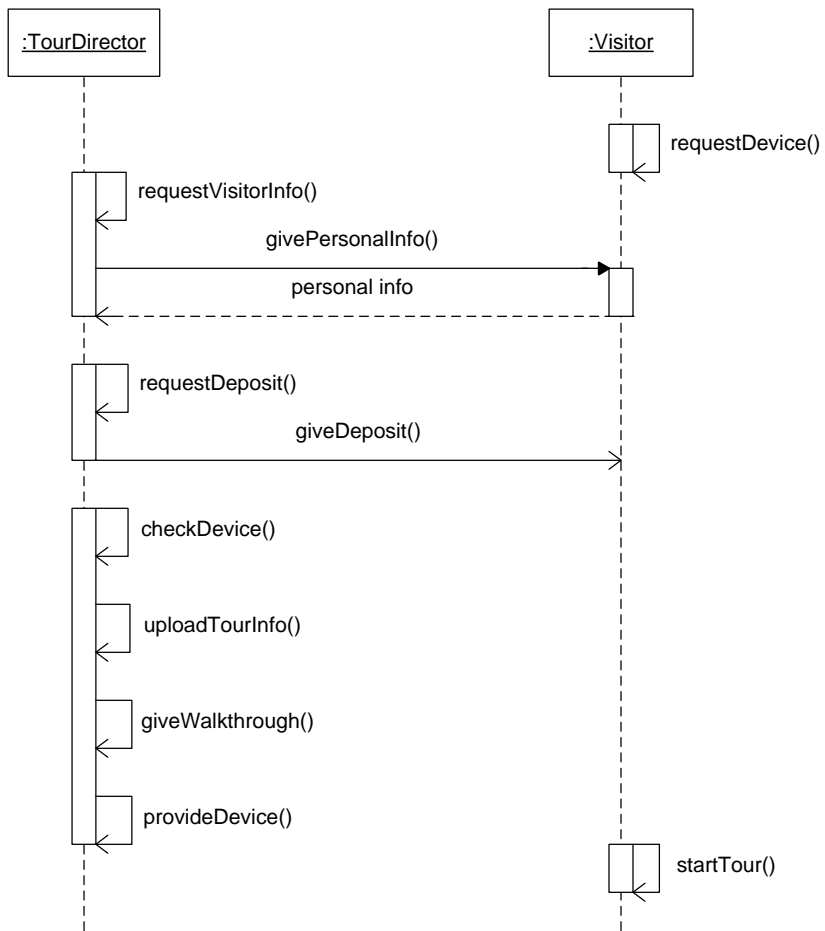 :TourDirector
:Visitor
requestDevice()
requestVisitorInfo()
givePersonalInfo()
personal info
requestDeposit()
giveDeposit()
checkDevice()
uploadTourInfo()
giveWalkthrough()
provideDevice()
startTour()